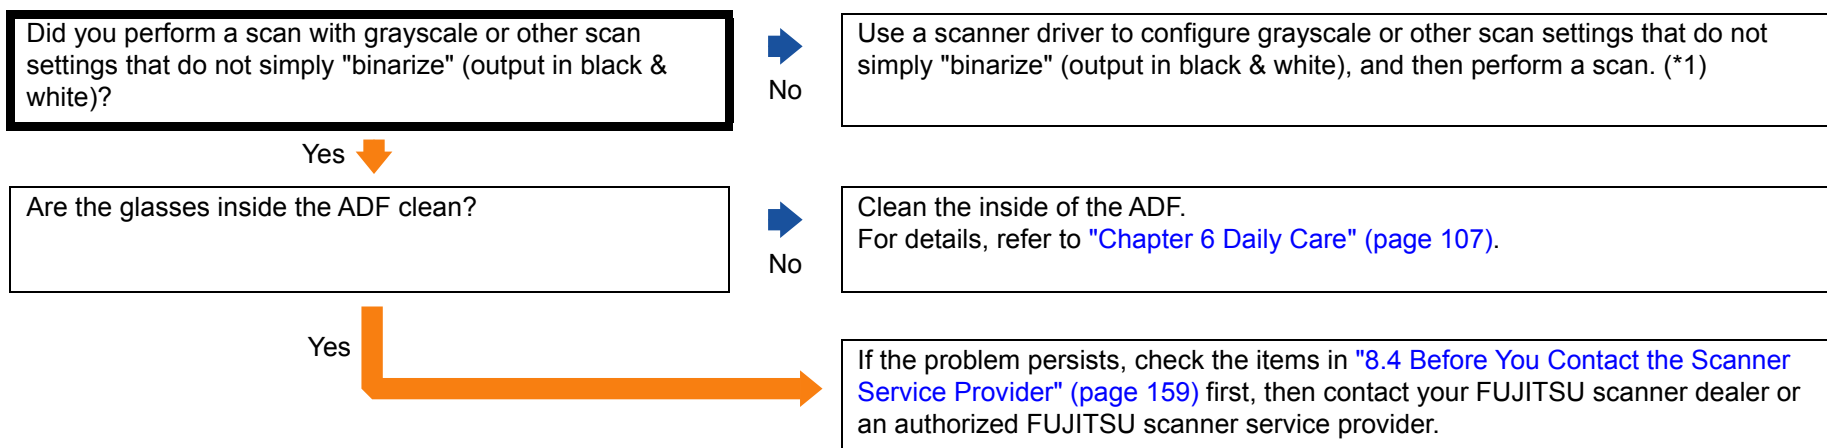 Did you perform a scan with grayscale or other scan
settings that do not simply "binarize" (output in black &
white)?
No
Use a scanner driver to configure grayscale or other scan settings that do not
simply "binarize" (output in black & white), and then perform a scan. (*1)
Yes
Are the glasses inside the ADF clean?
No
Clean the inside of the ADF.
For details, refer to "Chapter 6 Daily Care" (page 107).
Yes
If the problem persists, check the items in "8.4 Before You Contact the Scanner
Service Provider" (page 159) first, then contact your FUJITSU scanner dealer or
an authorized FUJITSU scanner service provider.